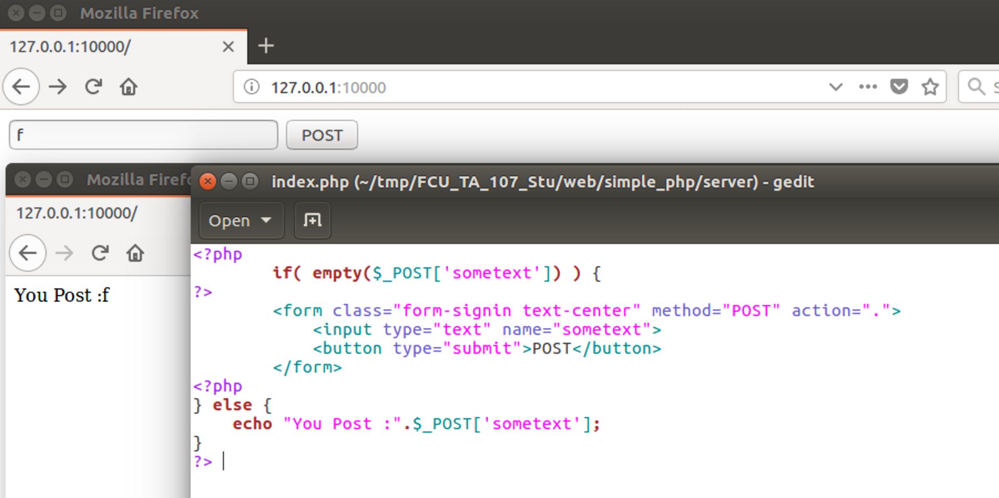 Mozilla Firefox
127.0.0.1:10000/
127.0.0.1:10000
f
POST
Mozilla Firef
127.0.0.1:10000/
You Post :f
index.php (~/tmp/FCU_TA_107_Stu/web/simple_php/server) - gedit
Open
<?php
if( empty($_POST['sometext']) ) {
?>
<form class="form-signin text-center" method="POST" action=".">
<input type="text" name="sometext">
<button type="submit">POST</button>
</form>
<?php
} else {
echo "You Post :".$_POST['sometext'];
}
?>